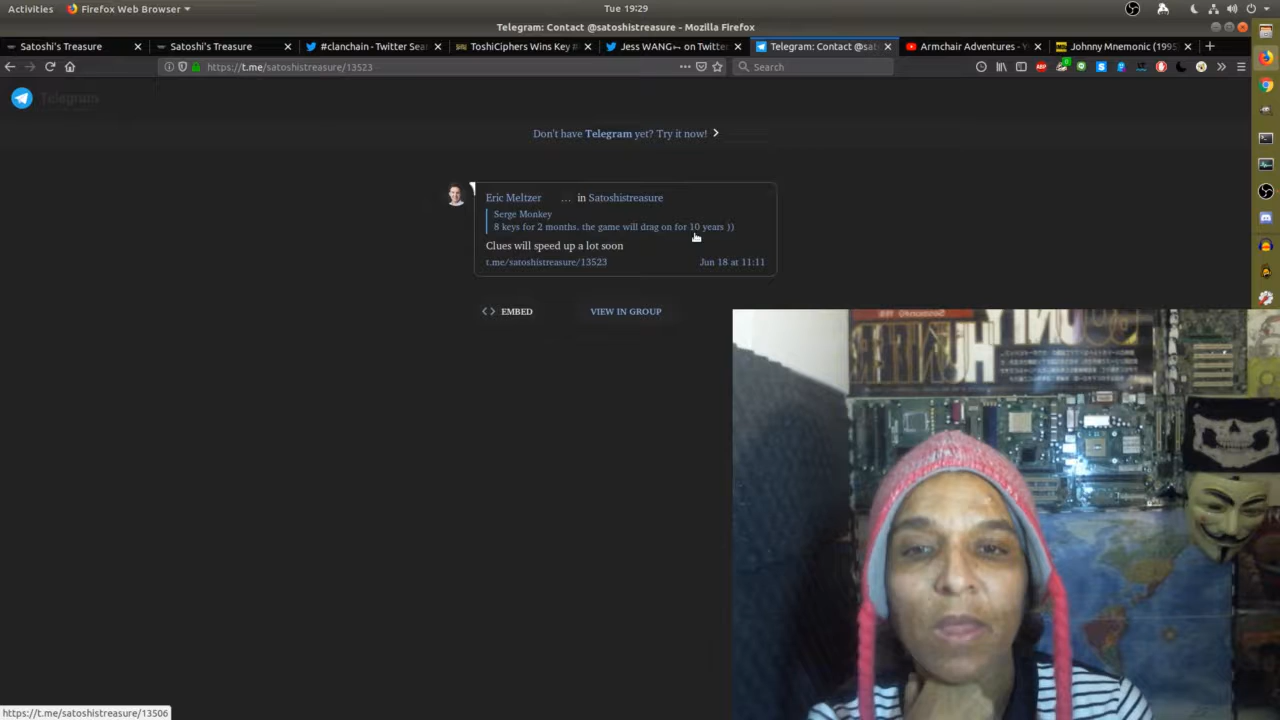 Activities Firefox Web Browser Tue 19:29
Telegram: Contact @satoshistreasure - Mozilla Firefox
Satoshi's Treasure Satoshi's Treasure #clanchain - Twitter Sea ToshiCiphers Wins Key # Jess WANG on Twitter Telegram: Contact @sat Armchair Adventures - Y Johnny Mnemonic (1995
https://t.me/satoshistreasure/13523 Search
Telegram
Don't have Telegram yet? Try it now!
Eric Meltzer ... in Satoshistreasure
Serge Monkey
8 keys for 2 months. the game will drag on for 10 years ))
Clues will speed up a lot soon
t.me/satoshistreasure/13523 Jun 18 at 11:11
EMBED VIEW IN GROUP
https://t.me/satoshistreasure/13506